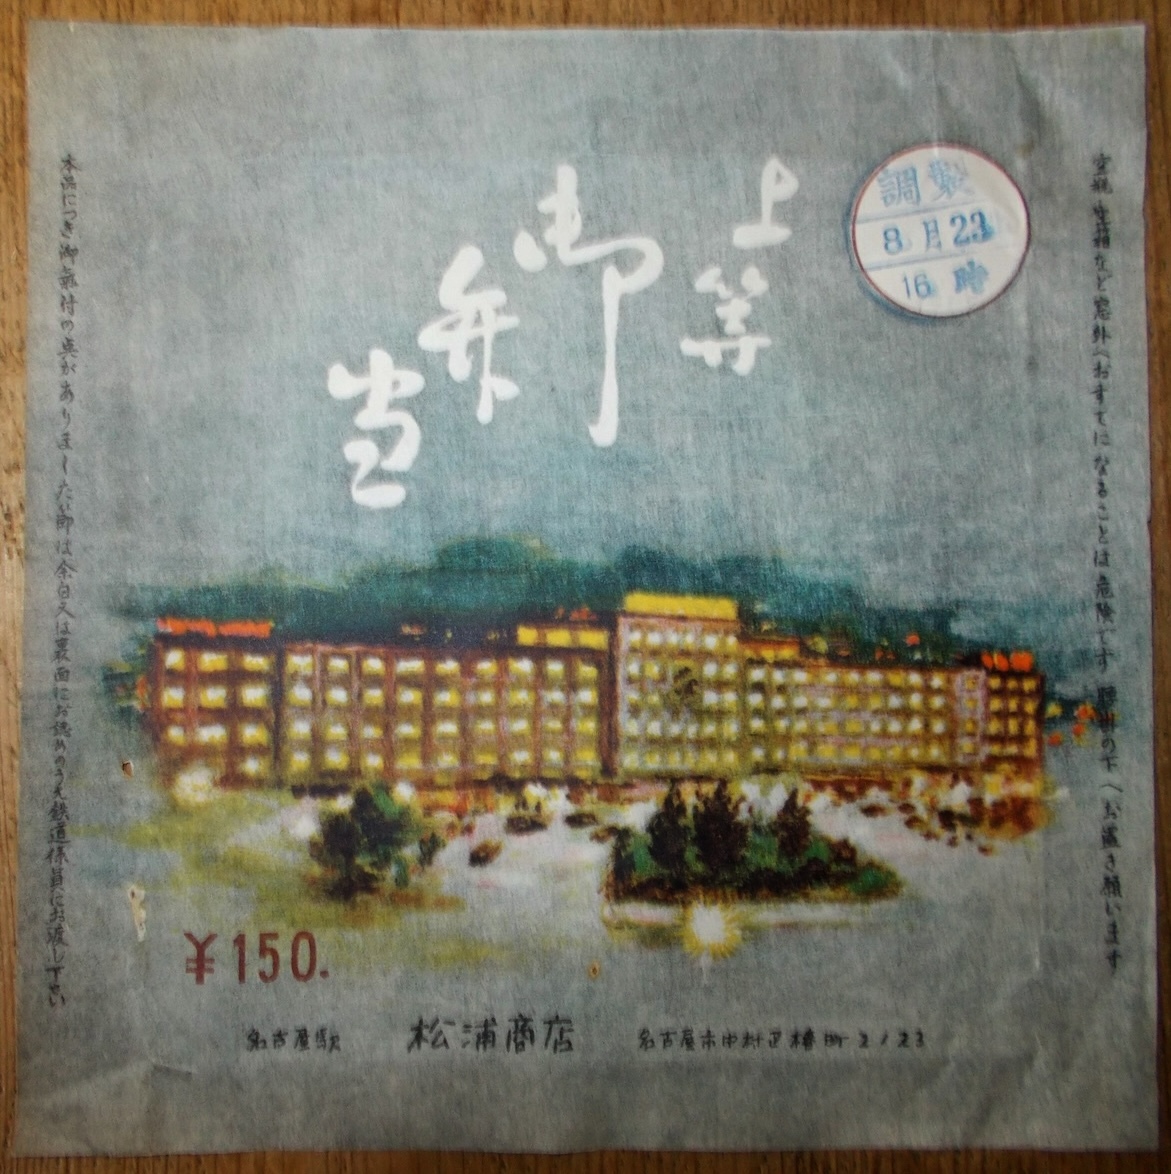 空瓶 空箱など窓外へおすてになることは危険です 腰掛の下へお置き願います
調製
8月23
16時
上等
御弁当
本品につき御気付の点がありましたい節は余白又は裏面にお認めのうえ鉄道係員にお渡し下さい
¥150.
名古屋駅 松浦商店 名古屋市中村区椿町2ノ23